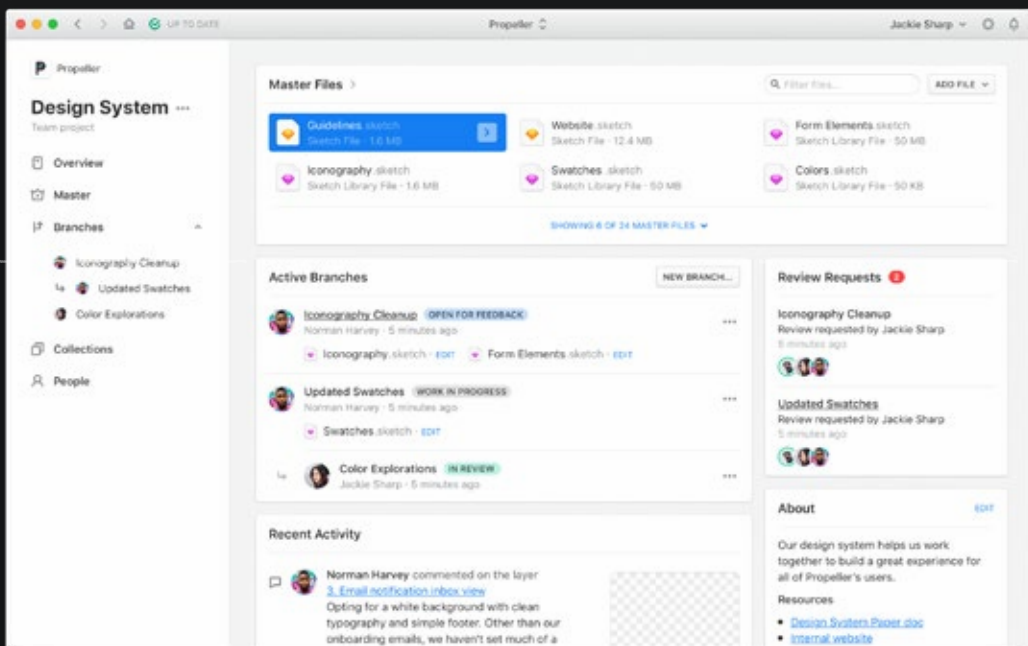 UP TO DATE
Propeller
Jackie Sharp
P Propeller
Design System ...
Team project
Overview
Master
Branches
Iconography Cleanup
Updated Swatches
Color Explorations
Collections
People
Master Files >
Filter files...
ADD FILE
Guidelines.sketch
Sketch File · 1.6 MB
Website.sketch
Sketch File · 12.4 MB
Form Elements.sketch
Sketch Library File · 50 MB
Iconography.sketch
Sketch Library File · 1.6 MB
Swatches.sketch
Sketch Library File · 50 MB
Colors.sketch
Sketch Library File · 50 KB
SHOWING 6 OF 24 MASTER FILES
Active Branches
NEW BRANCH...
Iconography Cleanup OPEN FOR FEEDBACK
Norman Harvey · 5 minutes ago
Iconography.sketch · EDIT Form Elements.sketch · EDIT
Updated Swatches WORK IN PROGRESS
Norman Harvey · 5 minutes ago
Swatches.sketch · EDIT
Color Explorations IN REVIEW
Jackie Sharp · 5 minutes ago
Review Requests 2
Iconography Cleanup
Review requested by Jackie Sharp
5 minutes ago
Updated Swatches
Review requested by Jackie Sharp
5 minutes ago
Recent Activity
Norman Harvey commented on the layer
3. Email notification inbox view
Opting for a white background with clean
typography and simple footer. Other than our
onboarding emails, we haven't set much of a
About
EDIT
Our design system helps us work
together to build a great experience for
all of Propeller's users.
Resources
• Design System Paper doc
• Internal website